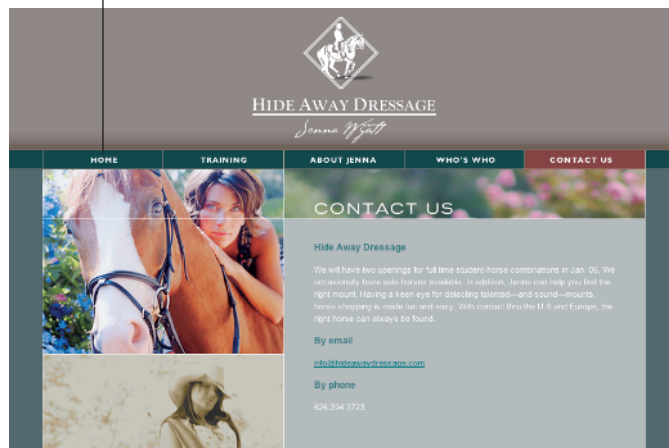 HIDE AWAY DRESSAGE
Jenna Wyatt
HOME TRAINING ABOUT JENNA WHO'S WHO CONTACT US
CONTACT US
Hide Away Dressage
We will have two openings for full time student-horse combinations in Jan. 06. We
occasionally have sale horses available. In addition, Jenna can help you find the
right mount. Having a keen eye for detecting talented—and sound—mounts,
horse shopping is made fun and easy. With contact thru the U.S and Europe, the
right horse can always be found.
By email
info@hideawaydressage.com
By phone
626.394.3723